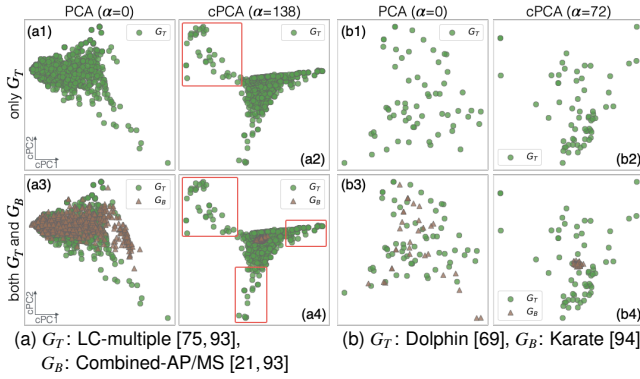 PCA (α=0) cPCA (α=138) PCA (α=0) cPCA (α=72)
only G_T
(a1) G_T
cPC2
cPC1
G_T
(a2)
(b1) G_T
G_T (b2)
both G_T and G_B
(a3) G_T
G_B
cPC2
cPC1
G_T
G_B
(a4)
(b3) G_T
G_B
G_T
G_B (b4)
(a) G_T: LC-multiple [75,93],
G_B: Combined-AP/MS [21,93]
(b) G_T: Dolphin [69], G_B: Karate [94]